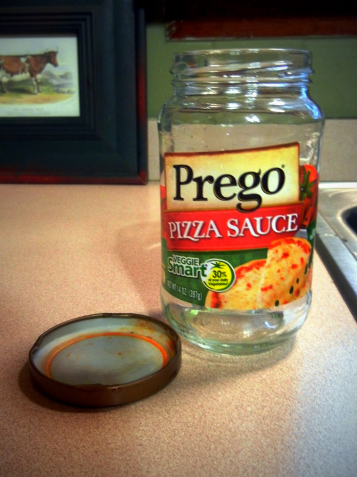 Prego
PIZZA SAUCE
VEGGIE
Smart
30%
NET WT 14 OZ (397g)